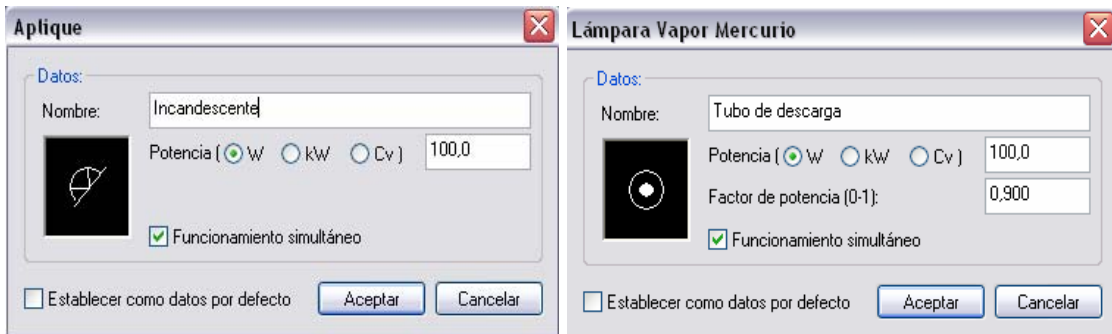 Aplique
Datos:
Nombre: Incandescente
Potencia ( W kW Cv ) 100,0
Funcionamiento simultáneo
Establecer como datos por defecto Aceptar Cancelar
Lámpara Vapor Mercurio
Datos:
Nombre: Tubo de descarga
Potencia ( W kW Cv ) 100,0
Factor de potencia (0-1): 0,900
Funcionamiento simultáneo
Establecer como datos por defecto Aceptar Cancelar